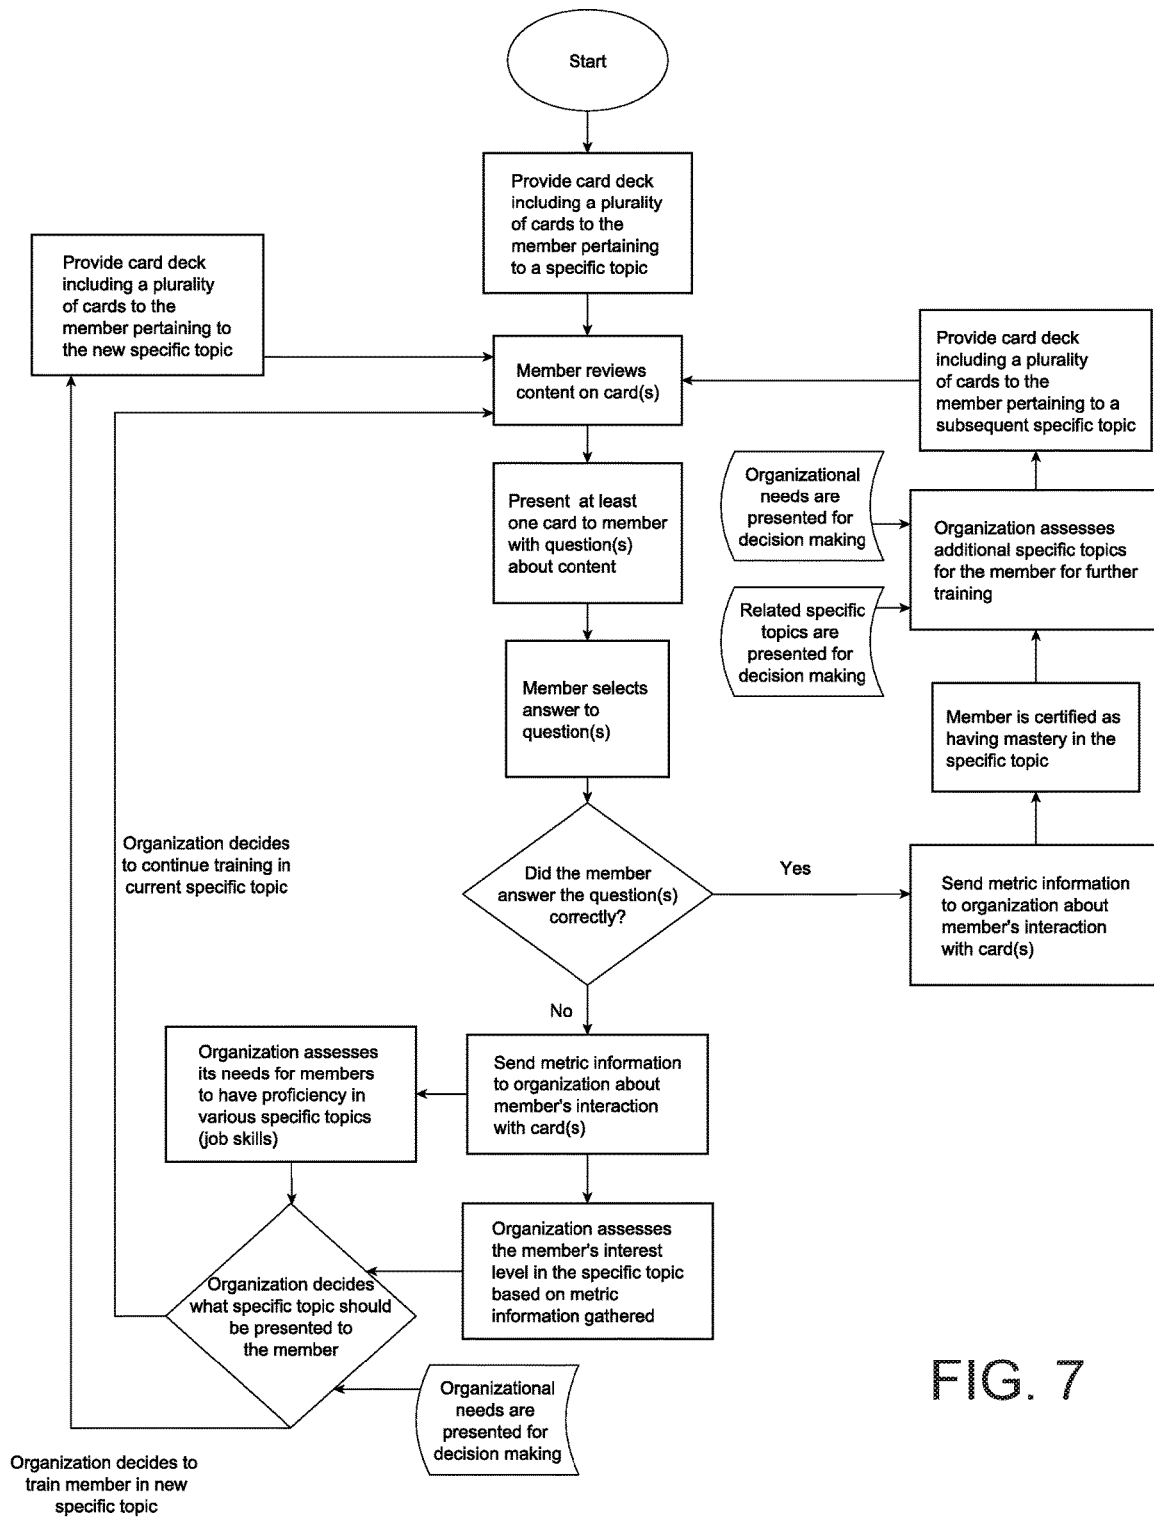 Start
Provide card deck
including a plurality
of cards to the
member pertaining
to a specific topic
Provide card deck
including a plurality
of cards to the
member pertaining to
the new specific topic
Member reviews
content on card(s)
Provide card deck
including a plurality
of cards to the
member pertaining to a
subsequent specific topic
Present at least
one card to member
with question(s)
about content
Organizational
needs are
presented for
decision making
Organization assesses
additional specific topics
for the member for further
training
Related specific
topics are
presented for
decision making
Member selects
answer to
question(s)
Member is certified as
having mastery in the
specific topic
Organization decides
to continue training in
current specific topic
Did the member
answer the question(s)
correctly?
Yes
Send metric information
to organization about
member's interaction
with card(s)
No
Organization assesses
its needs for members
to have proficiency in
various specific topics
(job skills)
Send metric information
to organization about
member's interaction
with card(s)
Organization assesses
the member's interest
level in the specific topic
based on metric
information gathered
Organization decides
what specific topic should
be presented to
the member
Organizational
needs are
presented for
decision making
Organization decides to
train member in new
specific topic
FIG. 7